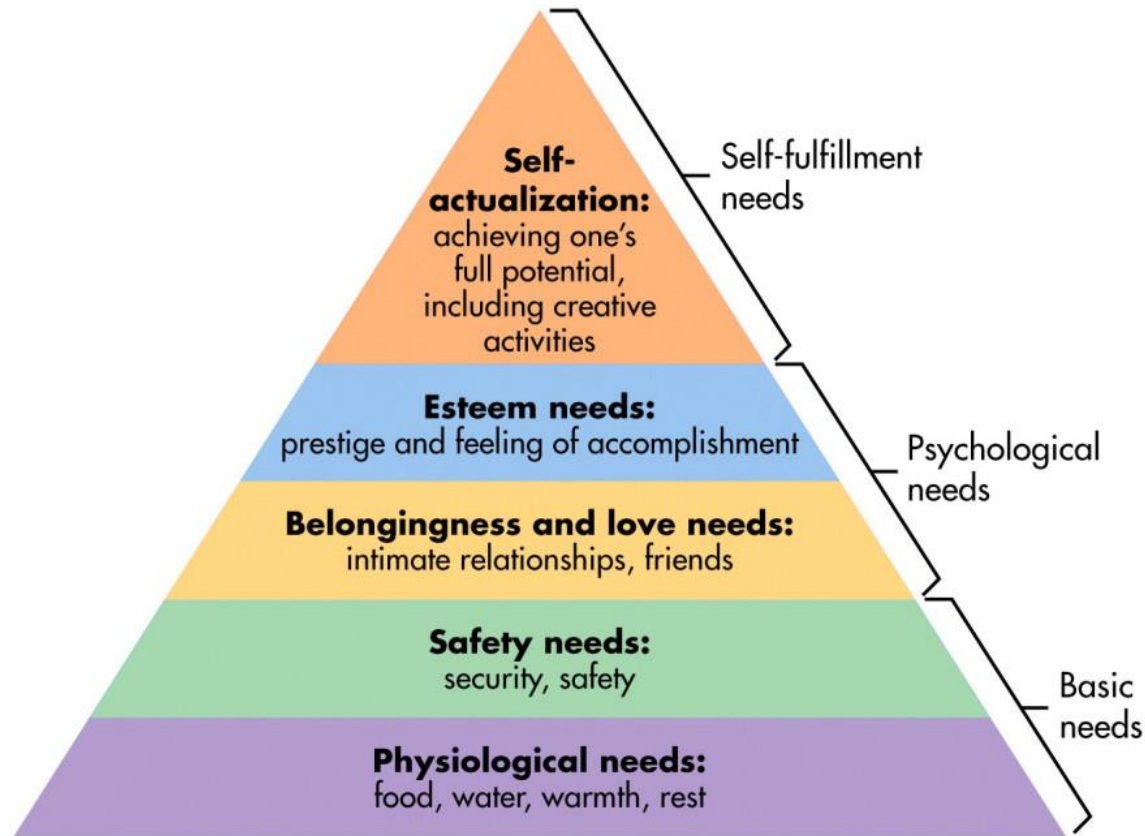 Self-
actualization:
achieving one's
full potential,
including creative
activities
Esteem needs:
prestige and feeling of accomplishment
Belongingness and love needs:
intimate relationships, friends
Safety needs:
security, safety
Physiological needs:
food, water, warmth, rest
Self-fulfillment
needs
Psychological
needs
Basic
needs